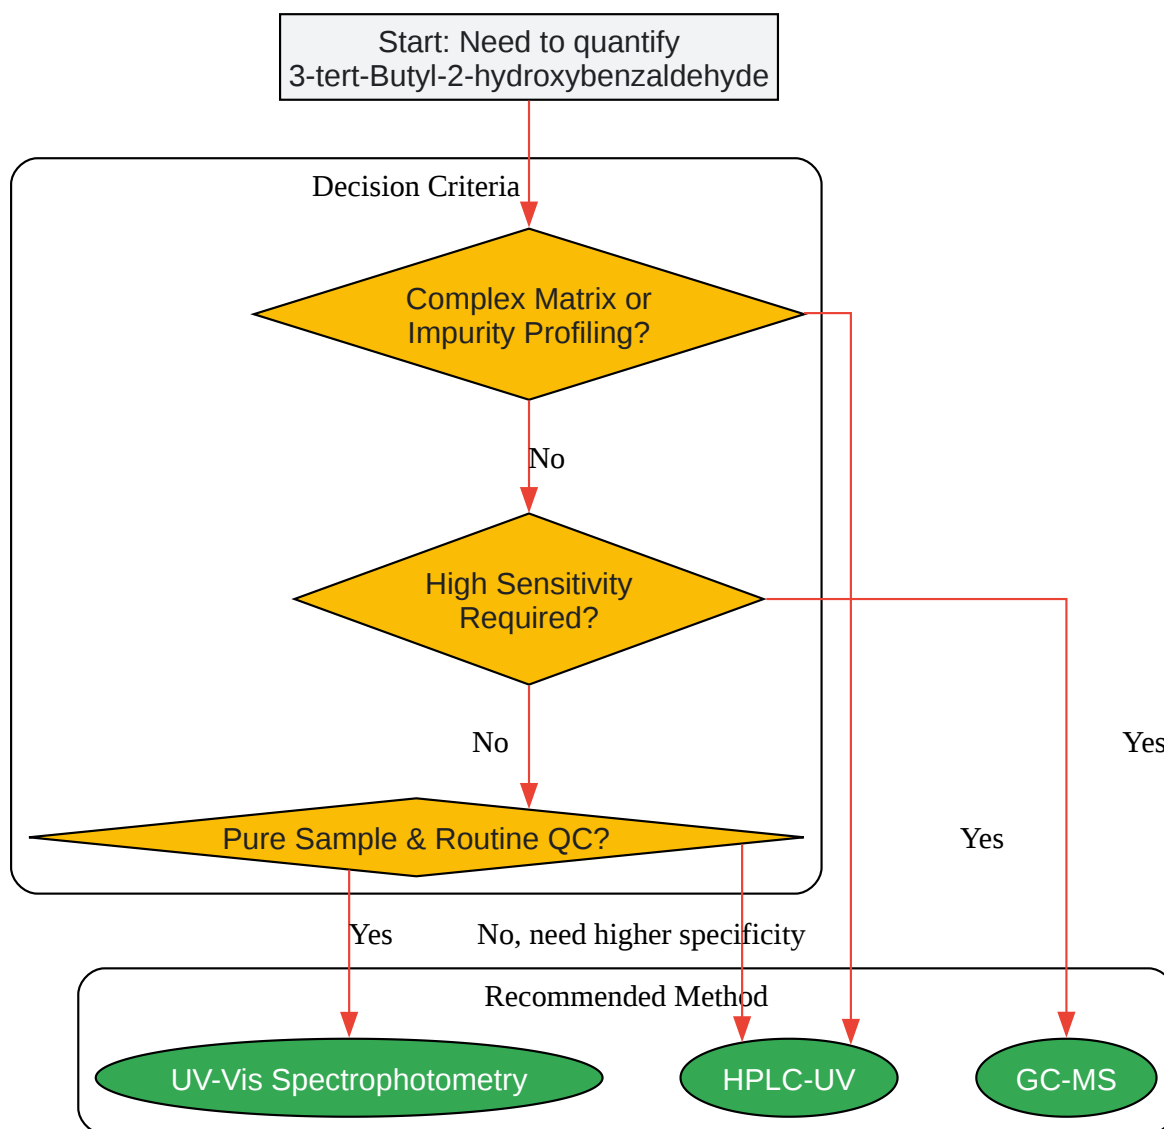 Start: Need to quantify
3-tert-Butyl-2-hydroxybenzaldehyde
Decision Criteria
Complex Matrix or
Impurity Profiling?
No
High Sensitivity
Required?
No
Yes
Pure Sample & Routine QC?
Yes
Yes
No, need higher specificity
Recommended Method
UV-Vis Spectrophotometry
HPLC-UV
GC-MS